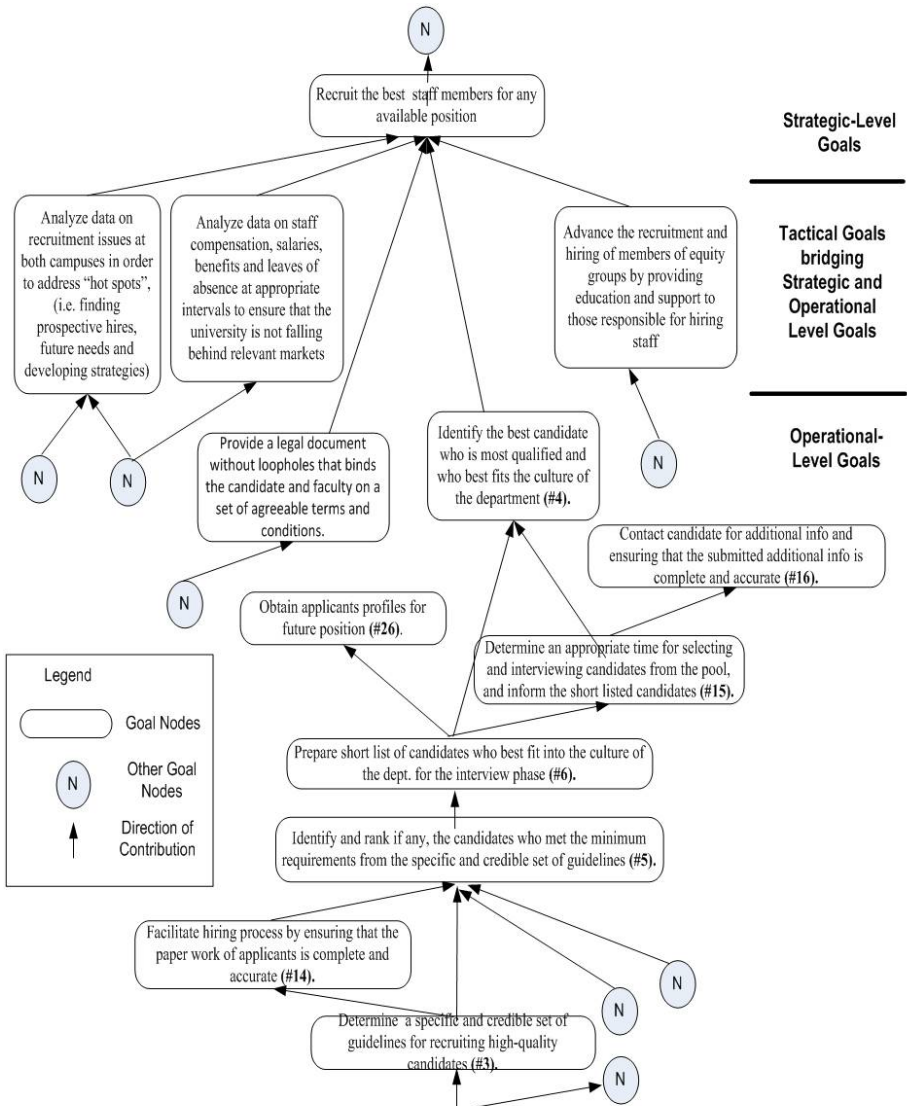 N
Recruit the best staff members for any
available position
Strategic-Level
Goals
Analyze data on
recruitment issues at
both campuses in order
to address “hot spots”,
(i.e. finding
prospective hires,
future needs and
developing strategies)
Analyze data on staff
compensation, salaries,
benefits and leaves of
absence at appropriate
intervals to ensure that the
university is not falling
behind relevant markets
Advance the recruitment and
hiring of members of equity
groups by providing
education and support to
those responsible for hiring
staff
Tactical Goals
bridging
Strategic and
Operational
Level Goals
N
N
Provide a legal document
without loopholes that binds
the candidate and faculty on
a set of agreeable terms and
conditions.
Identify the best candidate
who is most qualified and
who best fits the culture of
the department (#4).
N
Operational-
Level Goals
N
Contact candidate for additional info and
ensuring that the submitted additional info is
complete and accurate (#16).
Obtain applicants profiles for
future position (#26).
Determine an appropriate time for selecting
and interviewing candidates from the pool,
and inform the short listed candidates (#15).
Legend
Goal Nodes
N
Other Goal
Nodes
Direction of
Contribution
Prepare short list of candidates who best fit into the culture of
the dept. for the interview phase (#6).
Identify and rank if any, the candidates who met the minimum
requirements from the specific and credible set of guidelines (#5).
Facilitate hiring process by ensuring that the
paper work of applicants is complete and
accurate (#14).
N
N
Determine a specific and credible set of
guidelines for recruiting high-quality
candidates (#3).
N